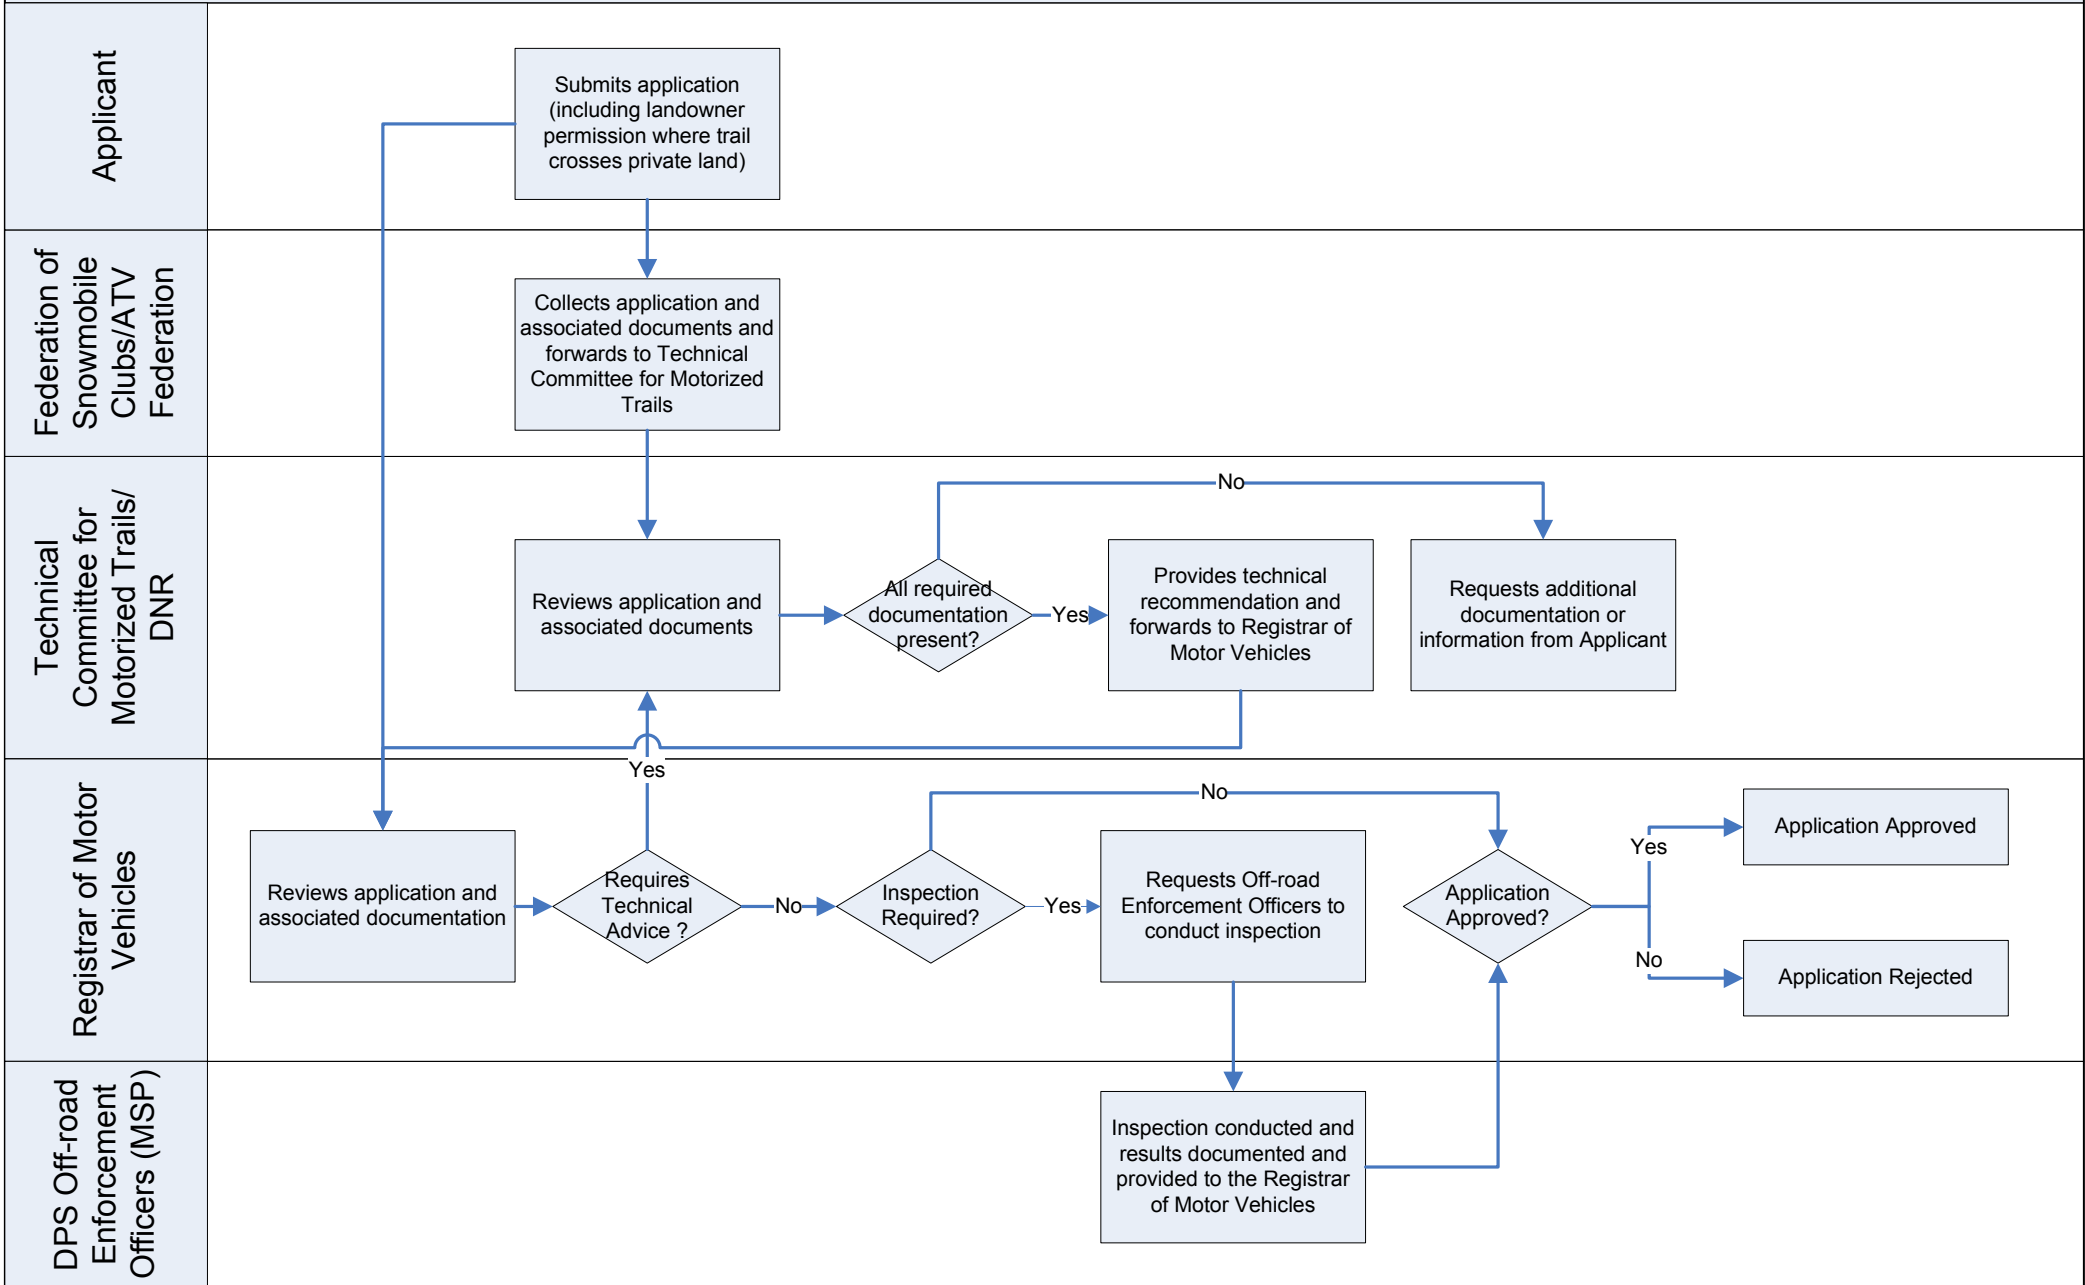 Applicant
Submits application
(including landowner
permission where trail
crosses private land)
Federation of
Snowmobile
Clubs/ATV
Federation
Collects application and
associated documents and
forwards to Technical
Committee for Motorized
Trails
Technical
Committee for
Motorized Trails/
DNR
Reviews application and
associated documents
All required
documentation
present?
No
Yes
Provides technical
recommendation and
forwards to Registrar of
Motor Vehicles
Requests additional
documentation or
information from Applicant
Registrar of Motor
Vehicles
Reviews application and
associated documentation
Yes
Requires
Technical
Advice ?
No
Inspection
Required?
No
Yes
Requests Off-road
Enforcement Officers to
conduct inspection
Application
Approved?
Yes
No
Application Approved
Application Rejected
DPS Off-road
Enforcement
Officers (MSP)
Inspection conducted and
results documented and
provided to the Registrar
of Motor Vehicles